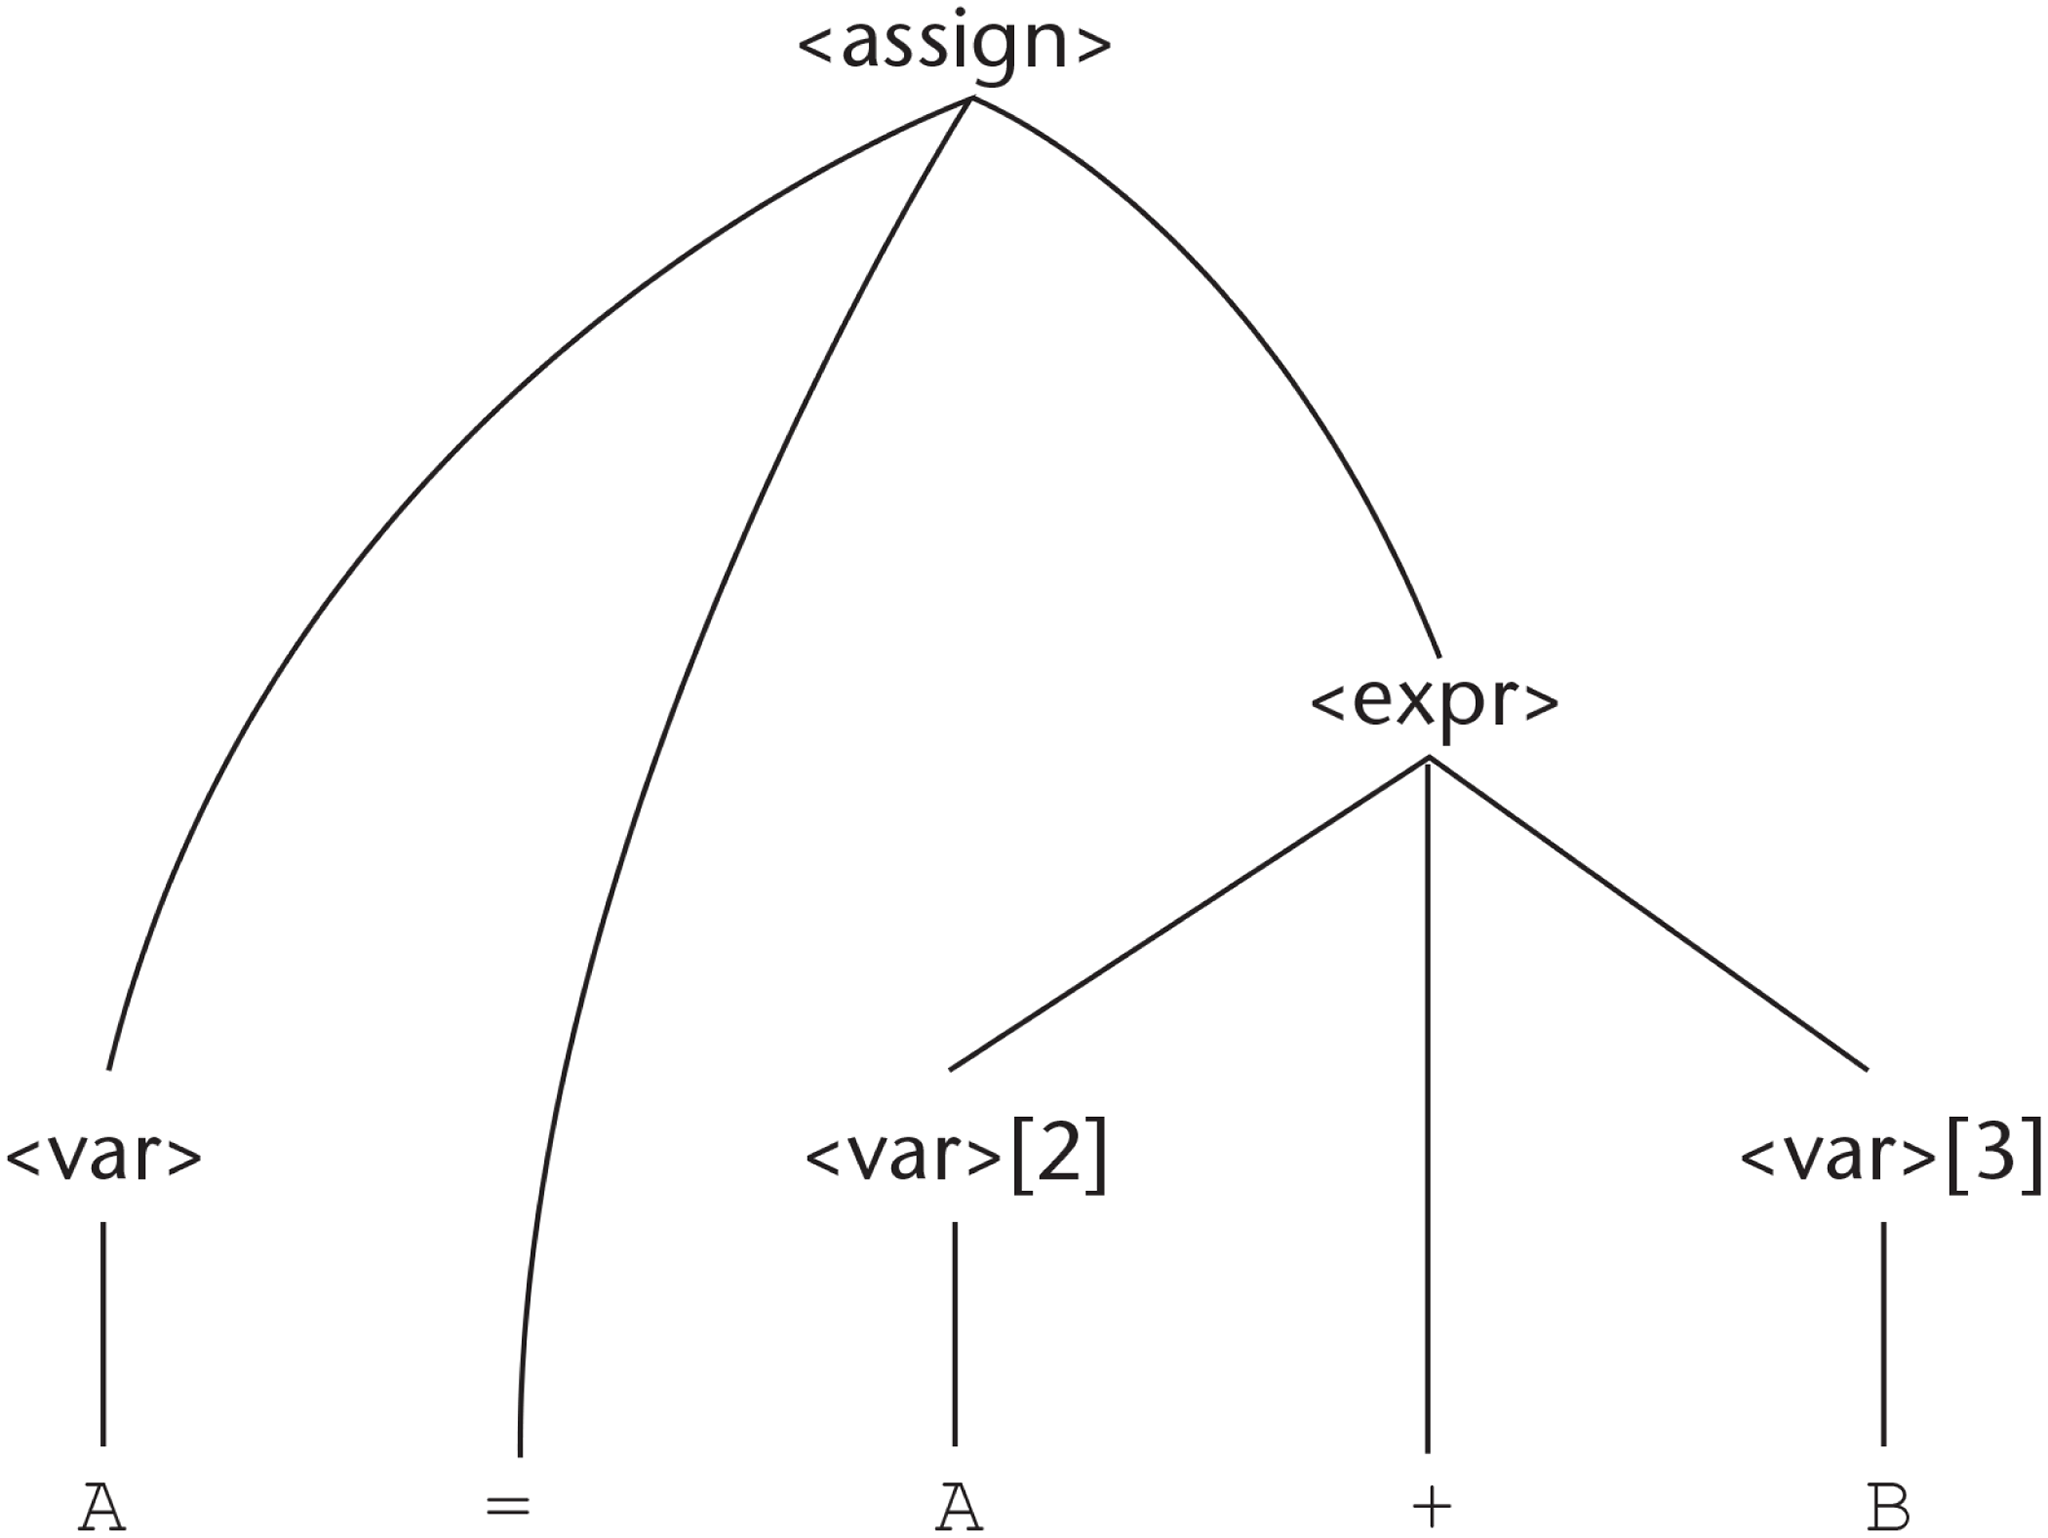 <assign>
<expr>
<var> <var>[2] <var>[3]
A = A + B